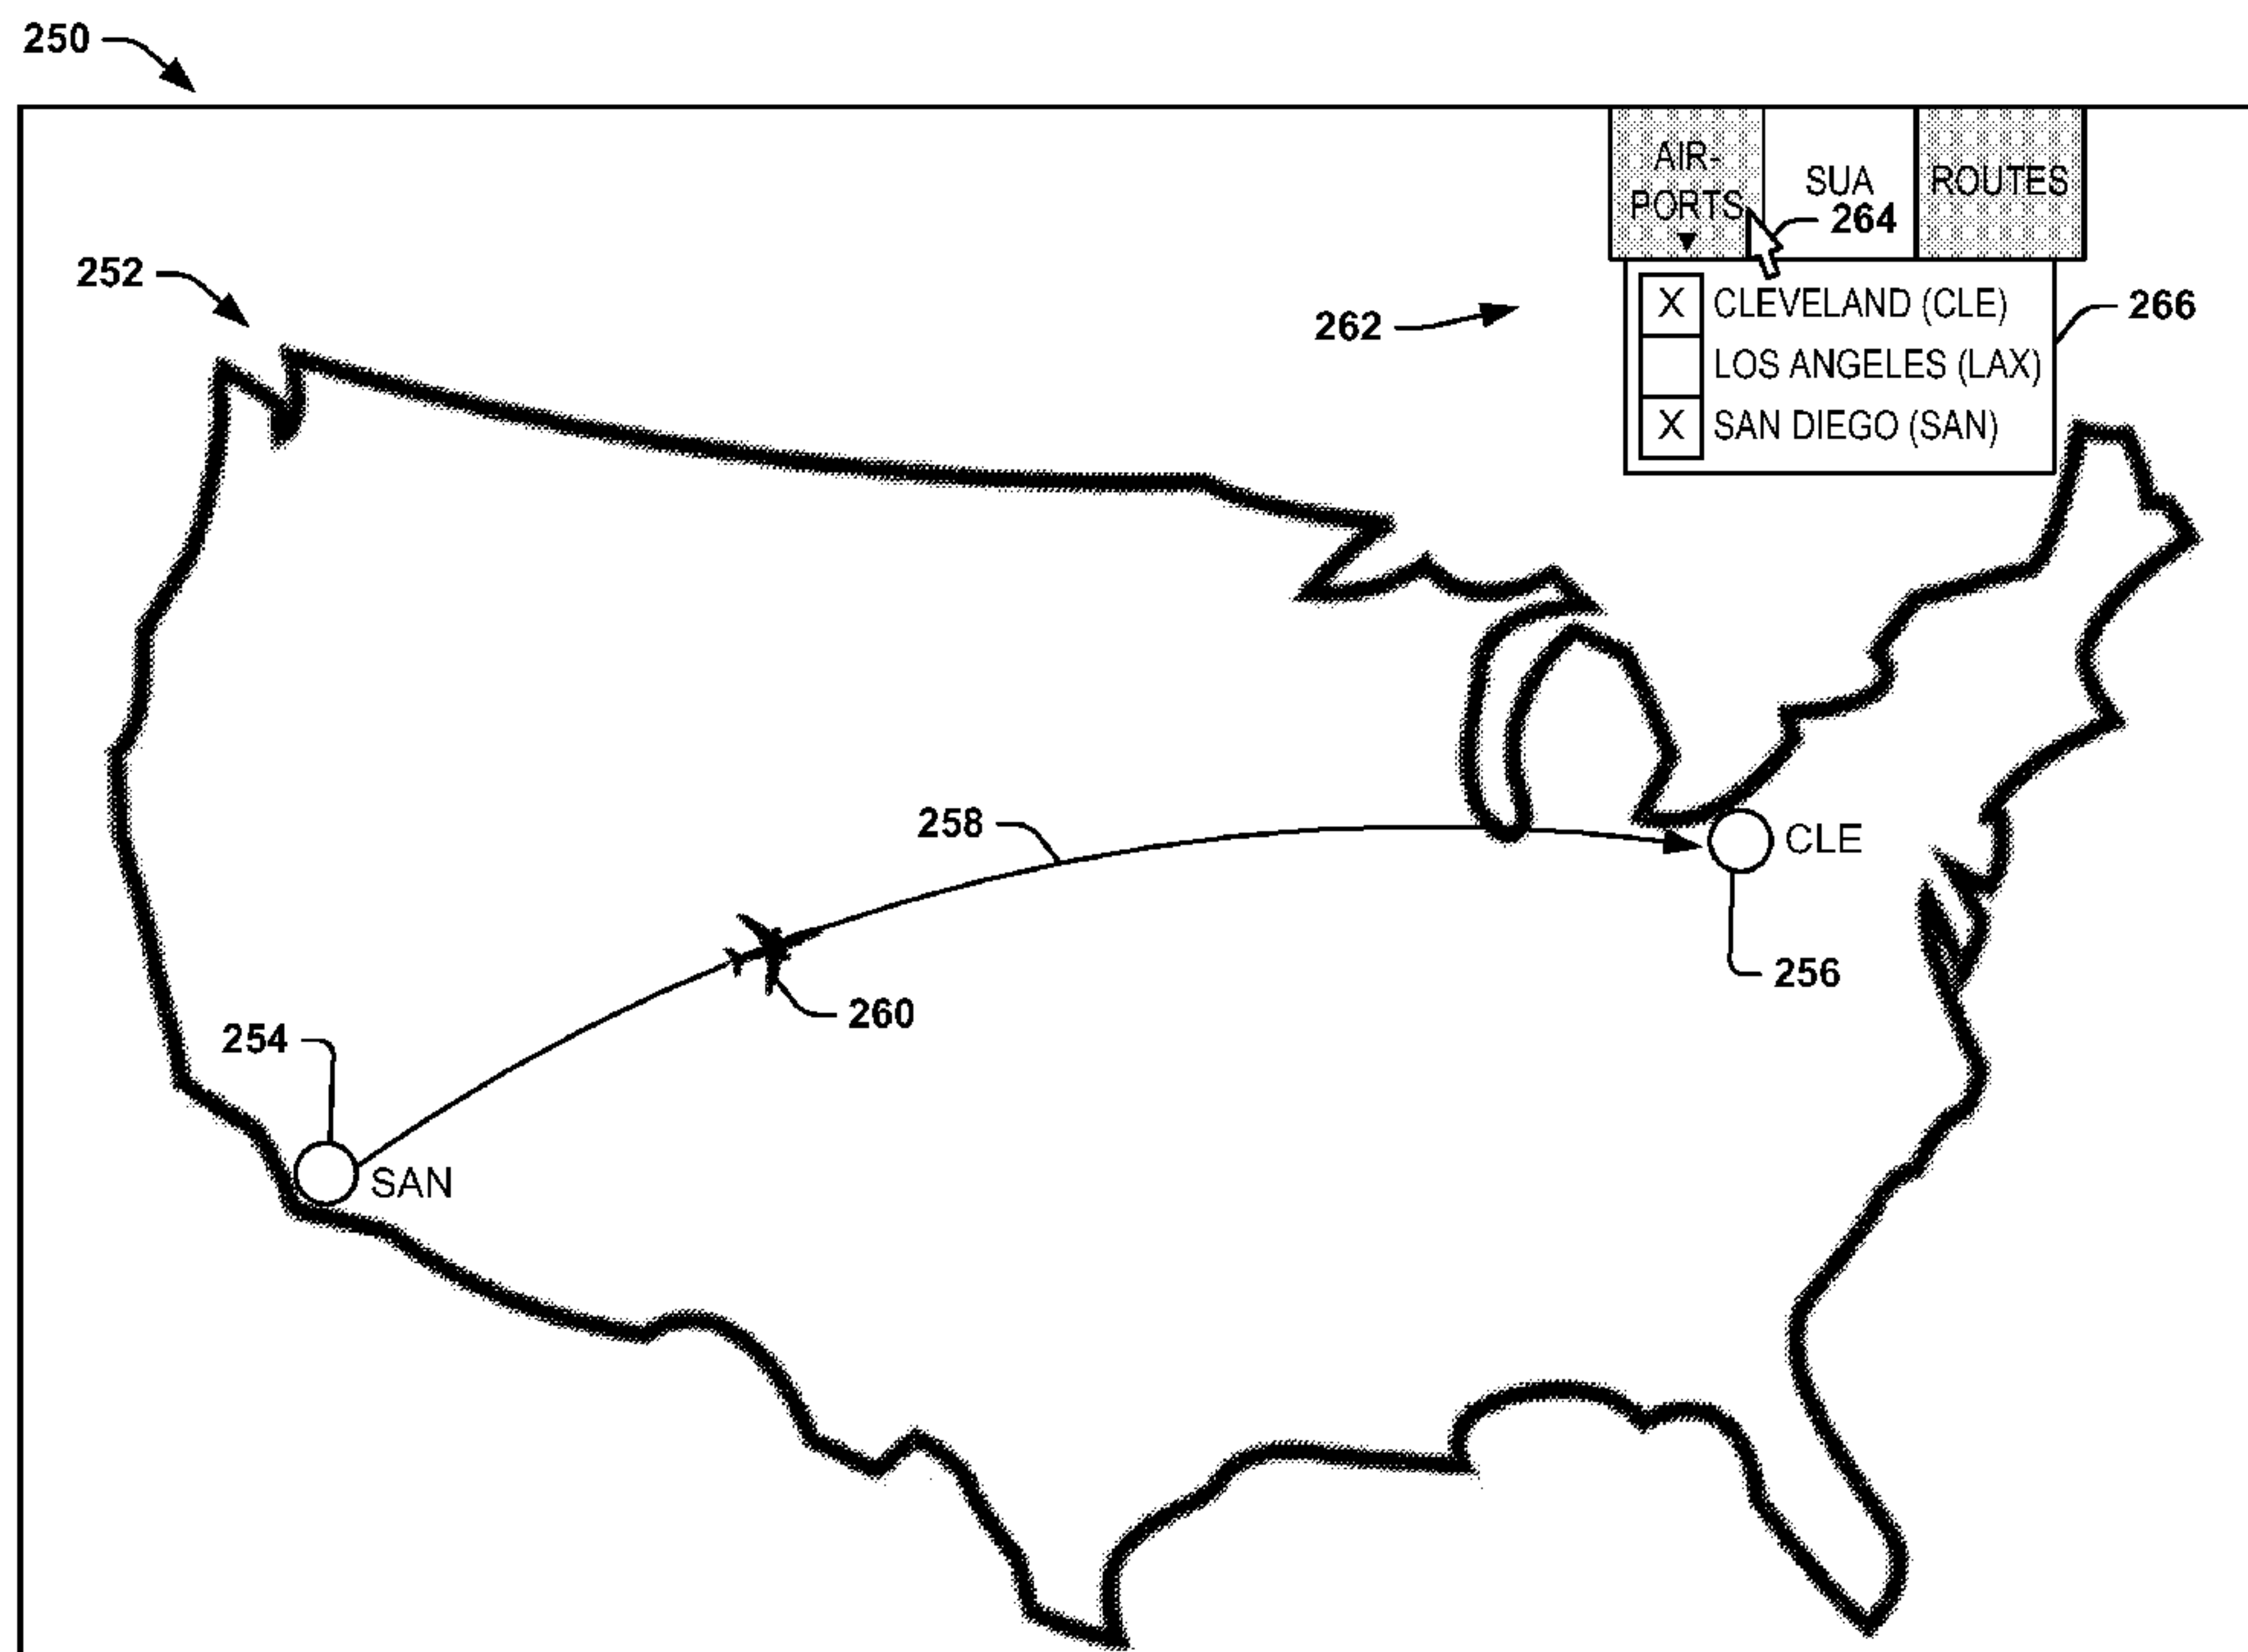 250
AIR-
PORTS
▼
SUA
ROUTES
264
252
262
X CLEVELAND (CLE)
LOS ANGELES (LAX)
X SAN DIEGO (SAN)
266
258
CLE
256
260
254
SAN